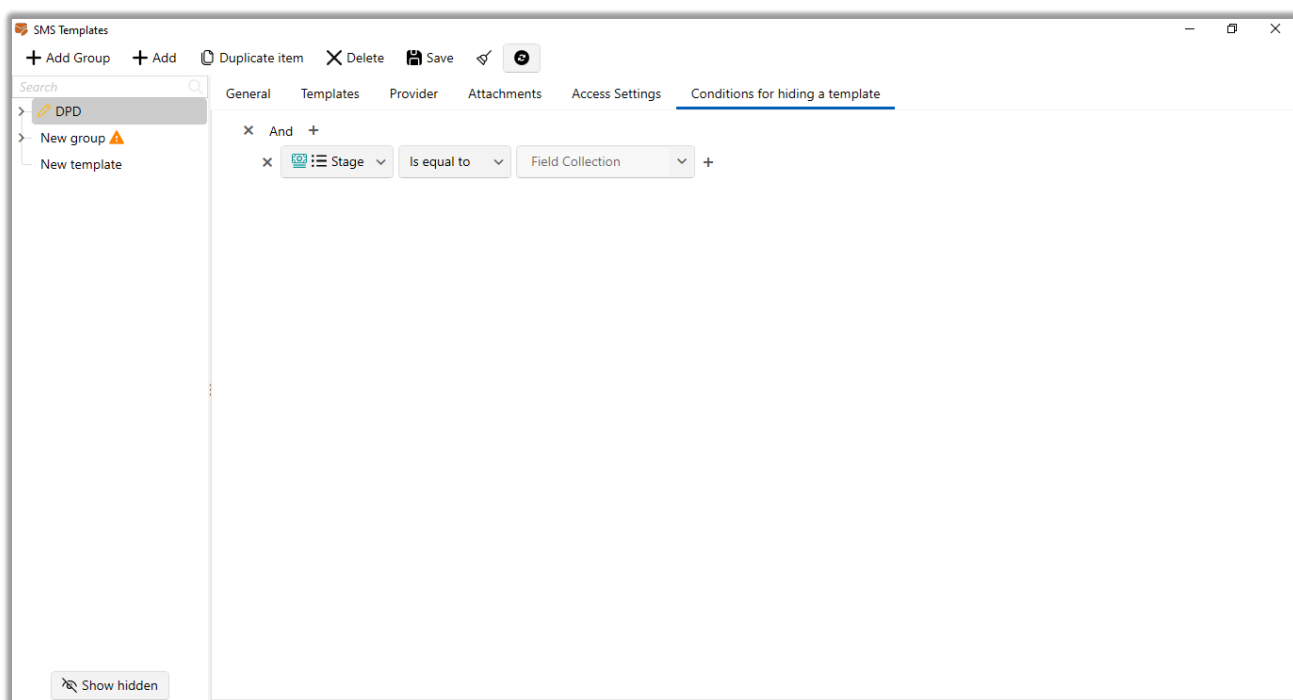 SMS Templates
Add Group Add Duplicate item Delete Save
Search
General Templates Provider Attachments Access Settings Conditions for hiding a template
DPD
And
New group
Stage Is equal to Field Collection
New template
Show hidden